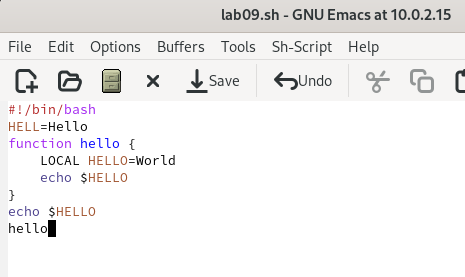 lab09.sh - GNU Emacs at 10.0.2.15
File Edit Options Buffers Tools Sh-Script Help
Save Undo
#!/bin/bash
HELL=Hello
function hello {
    LOCAL HELLO=World
    echo $HELLO
}
echo $HELLO
hello